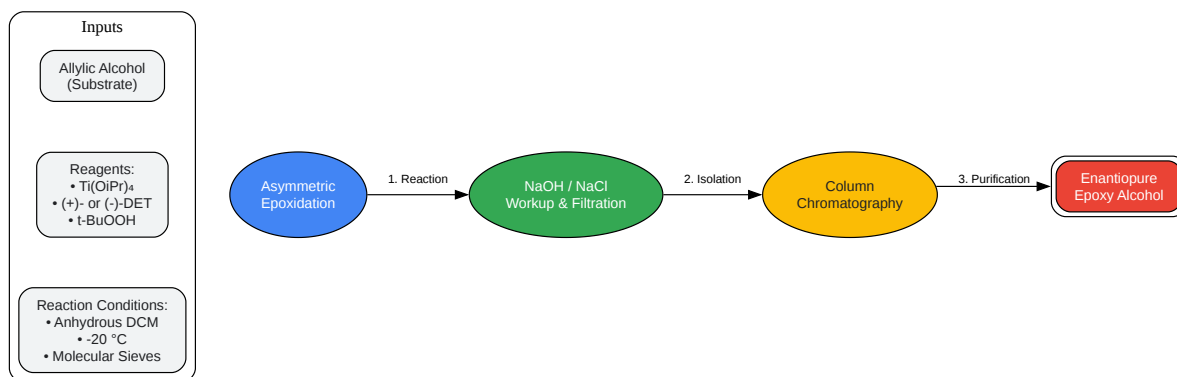 Inputs
Allylic Alcohol
(Substrate)
Reagents:
• Ti(OiPr)₄
• (+)- or (-)-DET
• t-BuOOH
Reaction Conditions:
• Anhydrous DCM
• -20 °C
• Molecular Sieves
Asymmetric
Epoxidation
1. Reaction
NaOH / NaCl
Workup & Filtration
2. Isolation
Column
Chromatography
3. Purification
Enantiopure
Epoxy Alcohol